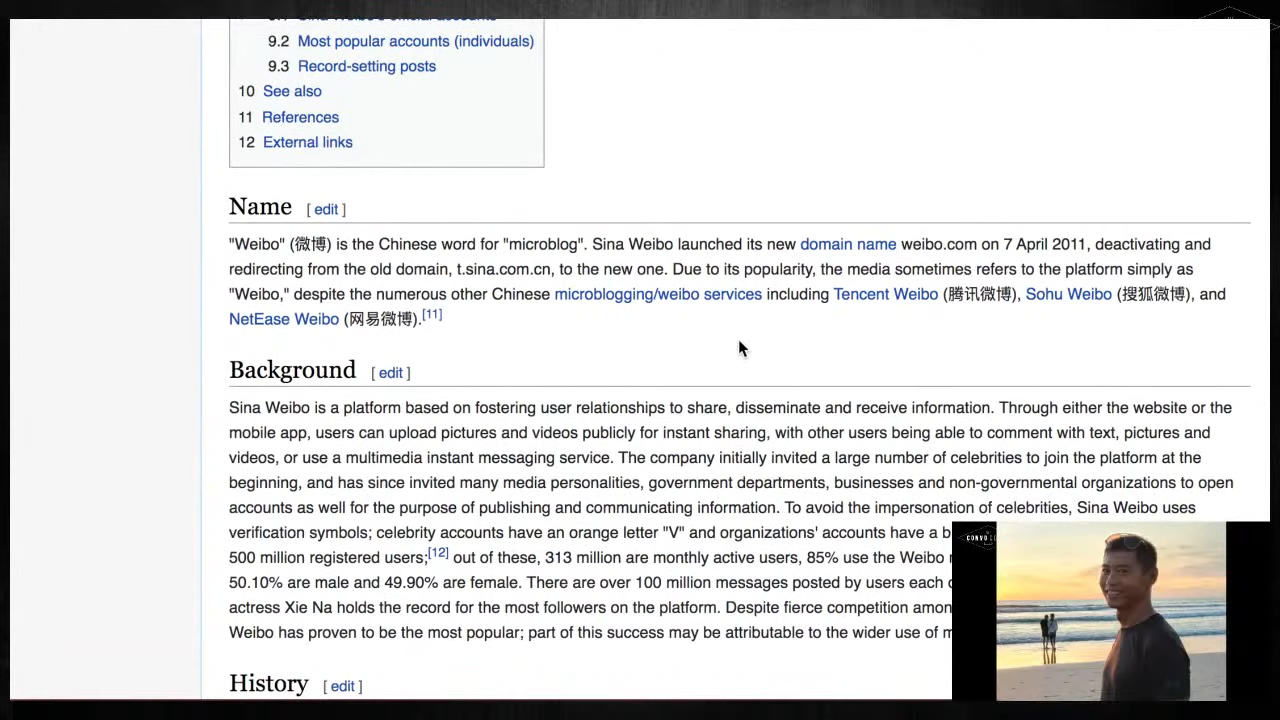 9.2 Most popular accounts (individuals)
9.3 Record-setting posts
10 See also
11 References
12 External links
Name [ edit ]
"Weibo" (微博) is the Chinese word for "microblog". Sina Weibo launched its new domain name weibo.com on 7 April 2011, deactivating and
redirecting from the old domain, t.sina.com.cn, to the new one. Due to its popularity, the media sometimes refers to the platform simply as
"Weibo," despite the numerous other Chinese microblogging/weibo services including Tencent Weibo (腾讯微博), Sohu Weibo (搜狐微博), and
NetEase Weibo (网易微博).[11]
Background [ edit ]
Sina Weibo is a platform based on fostering user relationships to share, disseminate and receive information. Through either the website or the
mobile app, users can upload pictures and videos publicly for instant sharing, with other users being able to comment with text, pictures and
videos, or use a multimedia instant messaging service. The company initially invited a large number of celebrities to join the platform at the
beginning, and has since invited many media personalities, government departments, businesses and non-governmental organizations to open
accounts as well for the purpose of publishing and communicating information. To avoid the impersonation of celebrities, Sina Weibo uses
verification symbols; celebrity accounts have an orange letter "V" and organizations' accounts have a b
500 million registered users;[12] out of these, 313 million are monthly active users, 85% use the Weibo
50.10% are male and 49.90% are female. There are over 100 million messages posted by users each
actress Xie Na holds the record for the most followers on the platform. Despite fierce competition amon
Weibo has proven to be the most popular; part of this success may be attributable to the wider use of
History [ edit ]